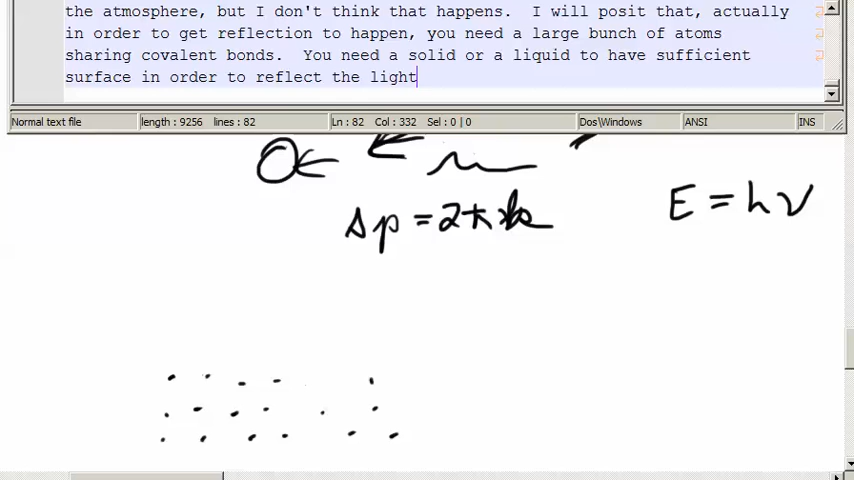 the atmosphere, but I don't think that happens. I will posit that, actually
in order to get reflection to happen, you need a large bunch of atoms
sharing covalent bonds. You need a solid or a liquid to have sufficient
surface in order to reflect the light
Normal text file length : 9256 lines : 82 Ln : 82 Col : 332 Sel : 0 | 0 Dos\Windows ANSI INS
E = hν
Δp = 2ħk